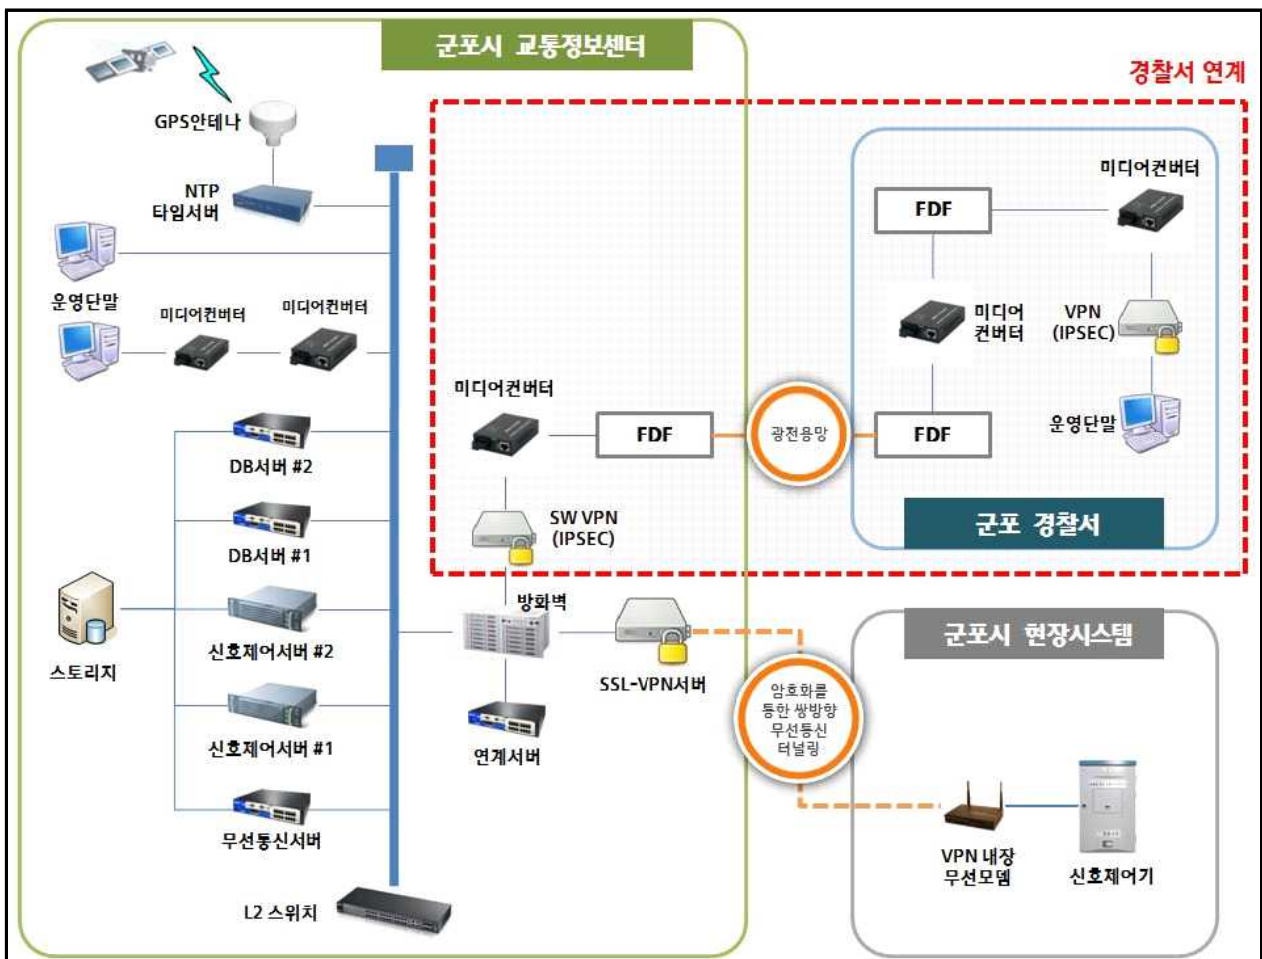 군포시 교통정보센터
경찰서 연계
GPS안테나
NTP
타임서버
운영단말
미디어컨버터
미디어컨버터
DB서버 #2
DB서버 #1
스토리지
신호제어서버 #2
신호제어서버 #1
무선통신서버
L2 스위치
미디어컨버터
FDF
SW VPN
(IPSEC)
방화벽
SSL-VPN서버
연계서버
광전용망
미디어컨버터
FDF
미디어
컨버터
VPN
(IPSEC)
FDF
운영단말
군포 경찰서
군포시 현장시스템
암호화를
통한 쌍방향
무선통신
터널링
VPN 내장
무선모뎀
신호제어기